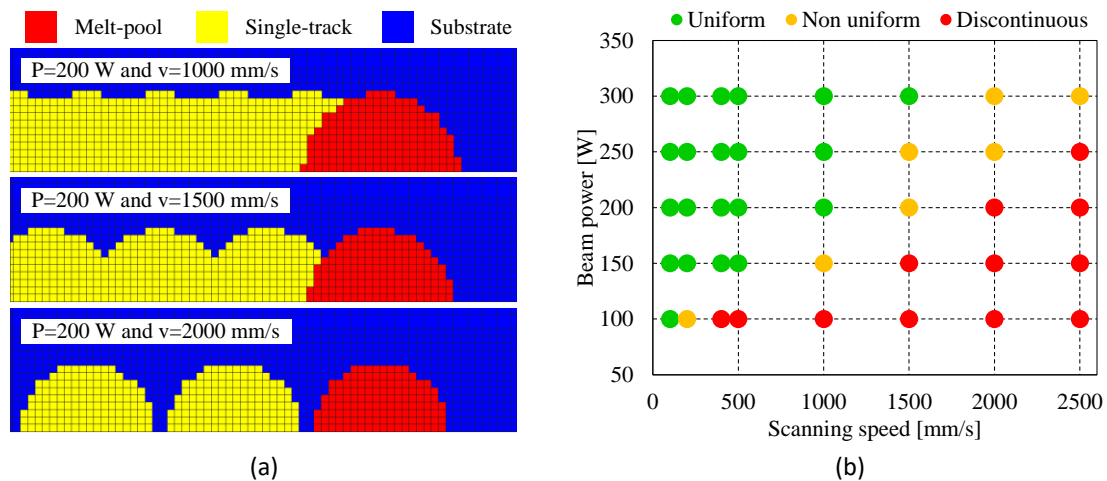 Melt-pool Single-track Substrate
P=200 W and v=1000 mm/s
P=200 W and v=1500 mm/s
P=200 W and v=2000 mm/s
(a)
Uniform Non uniform Discontinuous
350
300
250
200
150
100
50
Beam power [W]
0 500 1000 1500 2000 2500
Scanning speed [mm/s]
(b)